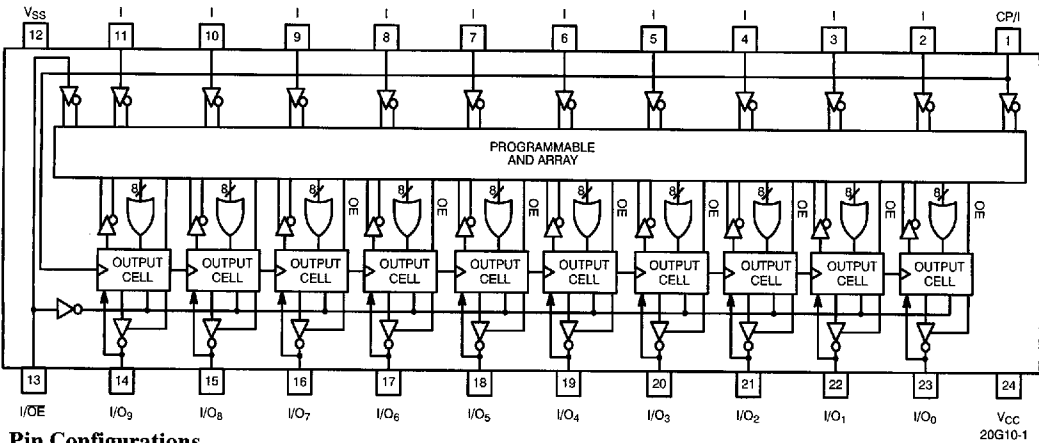 VSS I I I I I I I I I I CP/I
12 11 10 9 8 7 6 5 4 3 2 1
PROGRAMMABLE
AND ARRAY
8 8 8 8 8 8 8 8 8 8
OE OE OE OE OE OE OE
OUTPUT CELL OUTPUT CELL OUTPUT CELL OUTPUT CELL OUTPUT CELL OUTPUT CELL OUTPUT CELL OUTPUT CELL OUTPUT CELL OUTPUT CELL
13 14 15 16 17 18 19 20 21 22 23 24
I/OE I/O9 I/O8 I/O7 I/O6 I/O5 I/O4 I/O3 I/O2 I/O1 I/O0 VCC
20G10-1
Pin Configurations